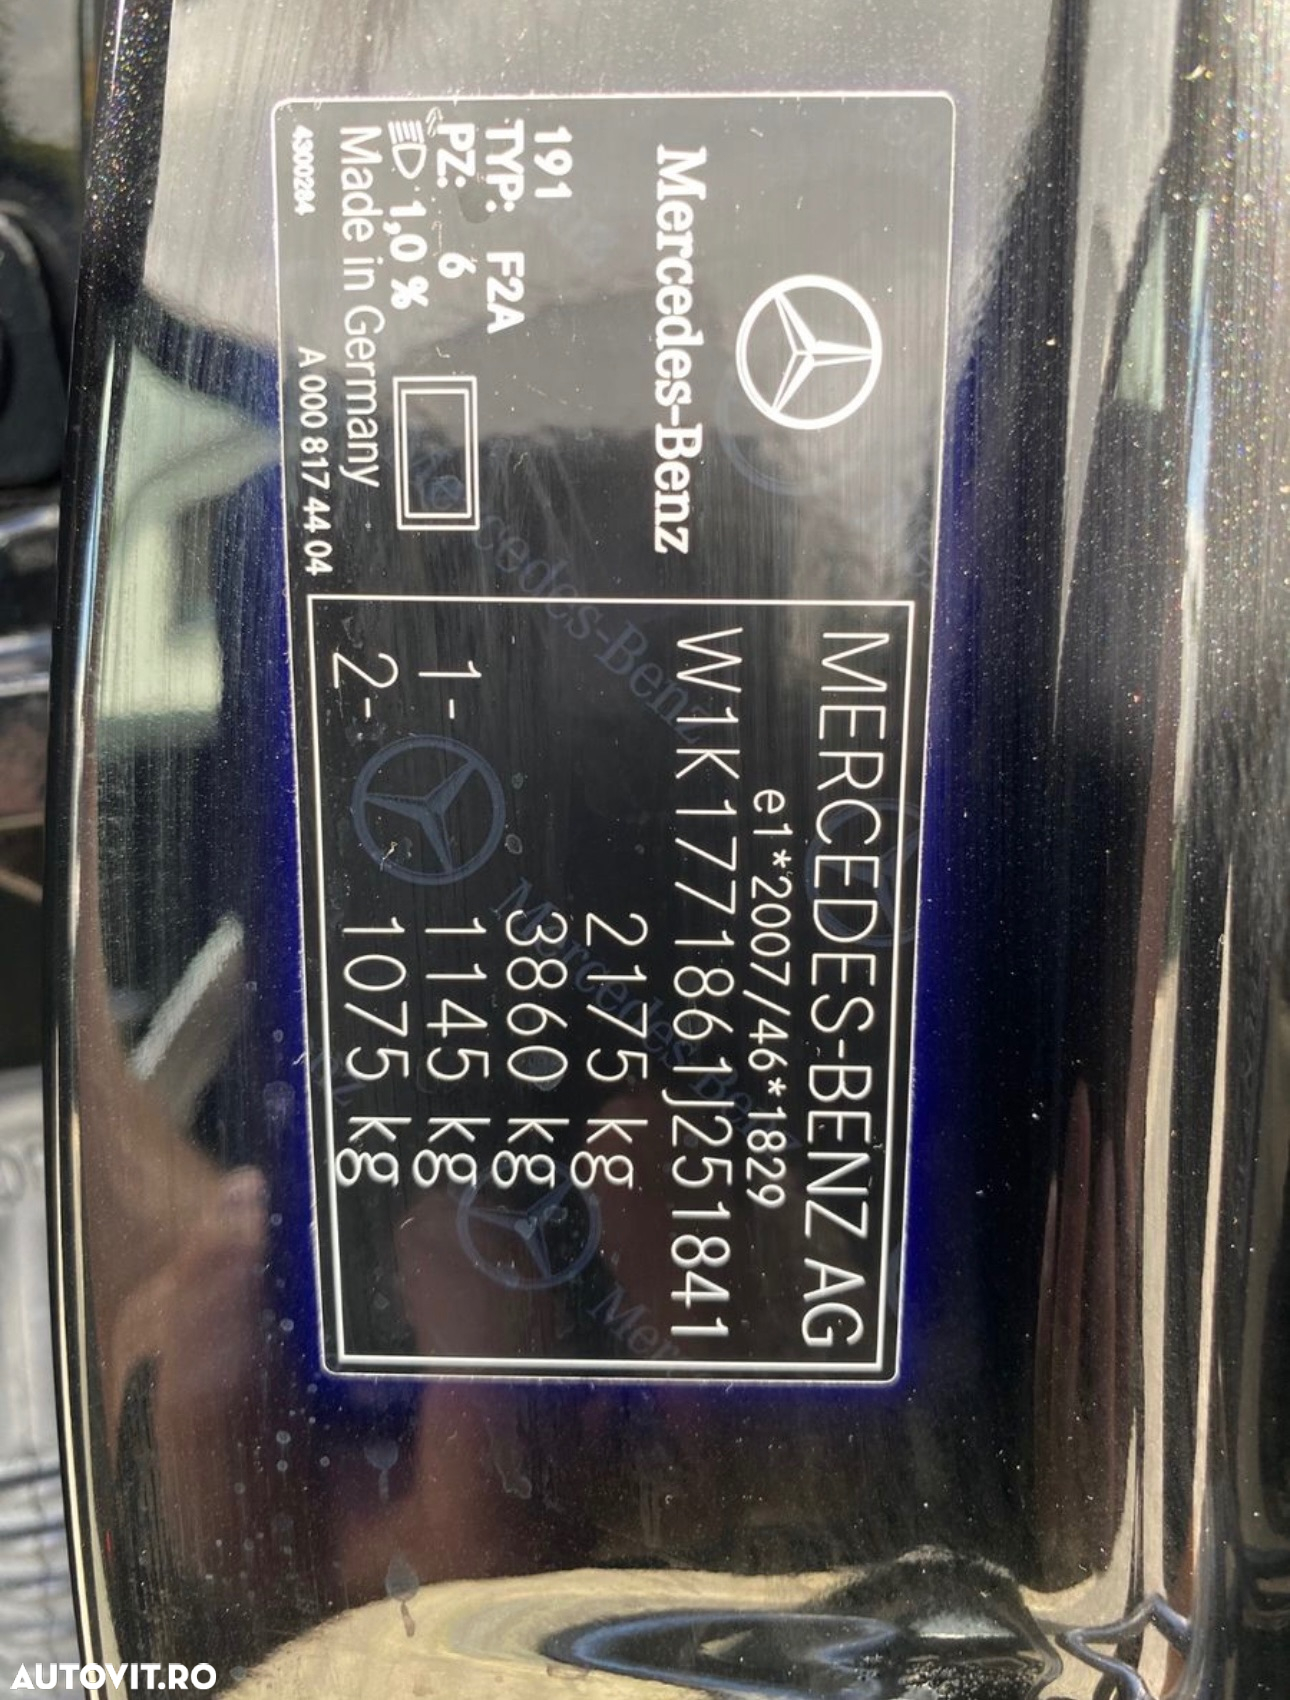 Mercedes-Benz
191
TYP: F2A
PZ: 6
1,0 %
Made in Germany
4300284 A 000 817 44 04
MERCEDES-BENZ AG
e1*2007/46*1829
W1K1771861J251841
2175 kg
3860 kg
1- 1145 kg
2- 1075 kg
AUTOVIT.RO